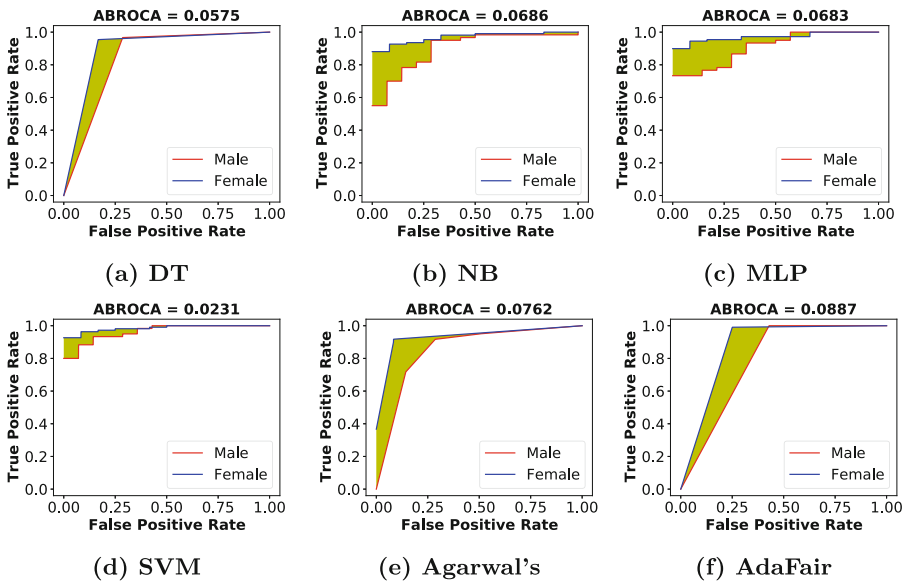 ABROCA = 0.0575
True Positive Rate
1.0
0.8
0.6
0.4
0.2
0.0
Male
Female
0.00 0.25 0.50 0.75 1.00
False Positive Rate
(a) DT
ABROCA = 0.0686
True Positive Rate
1.0
0.8
0.6
0.4
0.2
0.0
Male
Female
0.00 0.25 0.50 0.75 1.00
False Positive Rate
(b) NB
ABROCA = 0.0683
True Positive Rate
1.0
0.8
0.6
0.4
0.2
0.0
Male
Female
0.00 0.25 0.50 0.75 1.00
False Positive Rate
(c) MLP
ABROCA = 0.0231
True Positive Rate
1.0
0.8
0.6
0.4
0.2
0.0
Male
Female
0.00 0.25 0.50 0.75 1.00
False Positive Rate
(d) SVM
ABROCA = 0.0762
True Positive Rate
1.0
0.8
0.6
0.4
0.2
0.0
Male
Female
0.00 0.25 0.50 0.75 1.00
False Positive Rate
(e) Agarwal's
ABROCA = 0.0887
True Positive Rate
1.0
0.8
0.6
0.4
0.2
0.0
Male
Female
0.00 0.25 0.50 0.75 1.00
False Positive Rate
(f) AdaFair